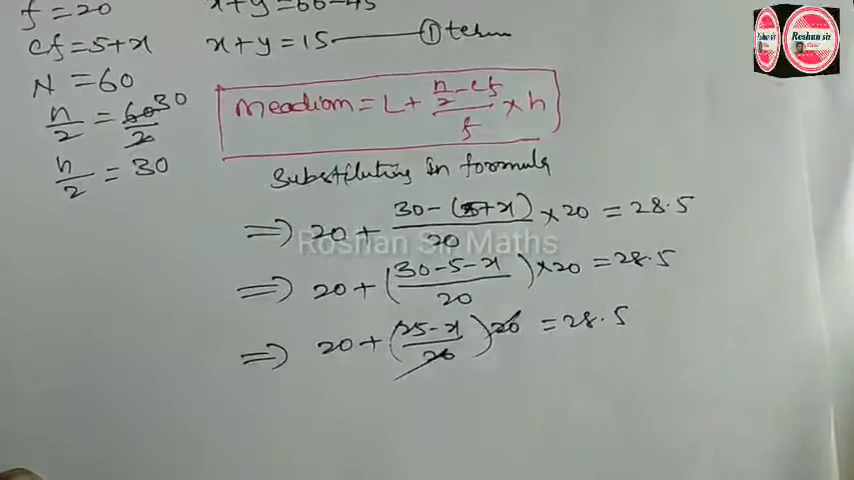 f = 20
x+y = 60-45
cf = 5+x
x+y = 15 ——— ① term
N = 60
n/2 = 60/2 30
n/2 = 30
Meadiam = L + (n/2 - cf)/f × h
Substituting in formula
⇒ 20 + (30-(5+x))/20 × 20 = 28.5
⇒ 20 + (30-5-x/20) × 20 = 28.5
⇒ 20 + (25-x/20) 20 = 28.5
Roshan Sir Maths
Roshan sir